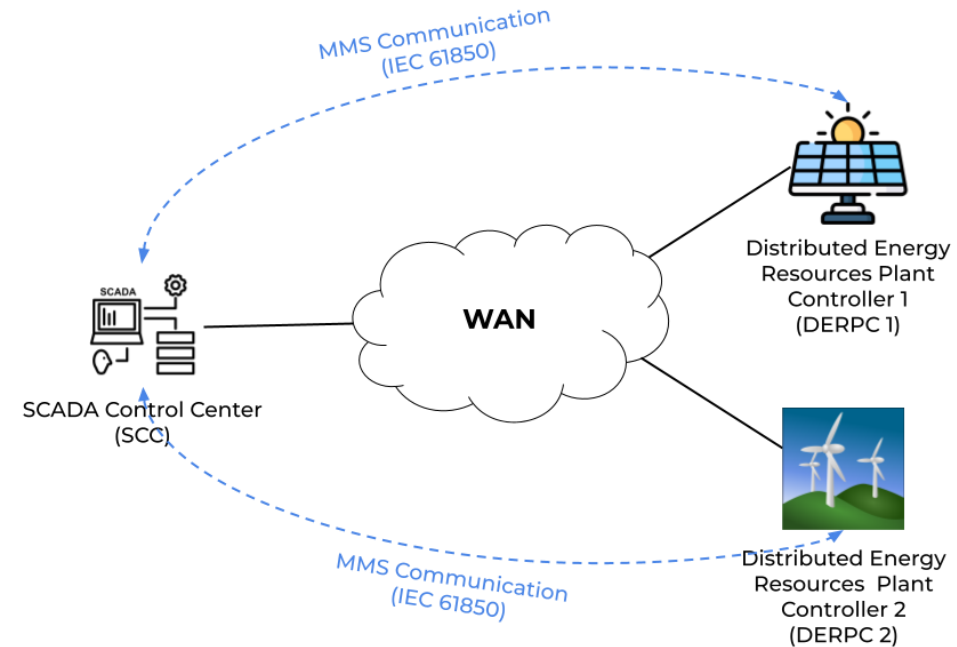 MMS Communication
(IEC 61850)
Distributed Energy
Resources Plant
Controller 1
(DERPC 1)
SCADA
WAN
SCADA Control Center
(SCC)
MMS Communication
(IEC 61850)
Distributed Energy
Resources Plant
Controller 2
(DERPC 2)